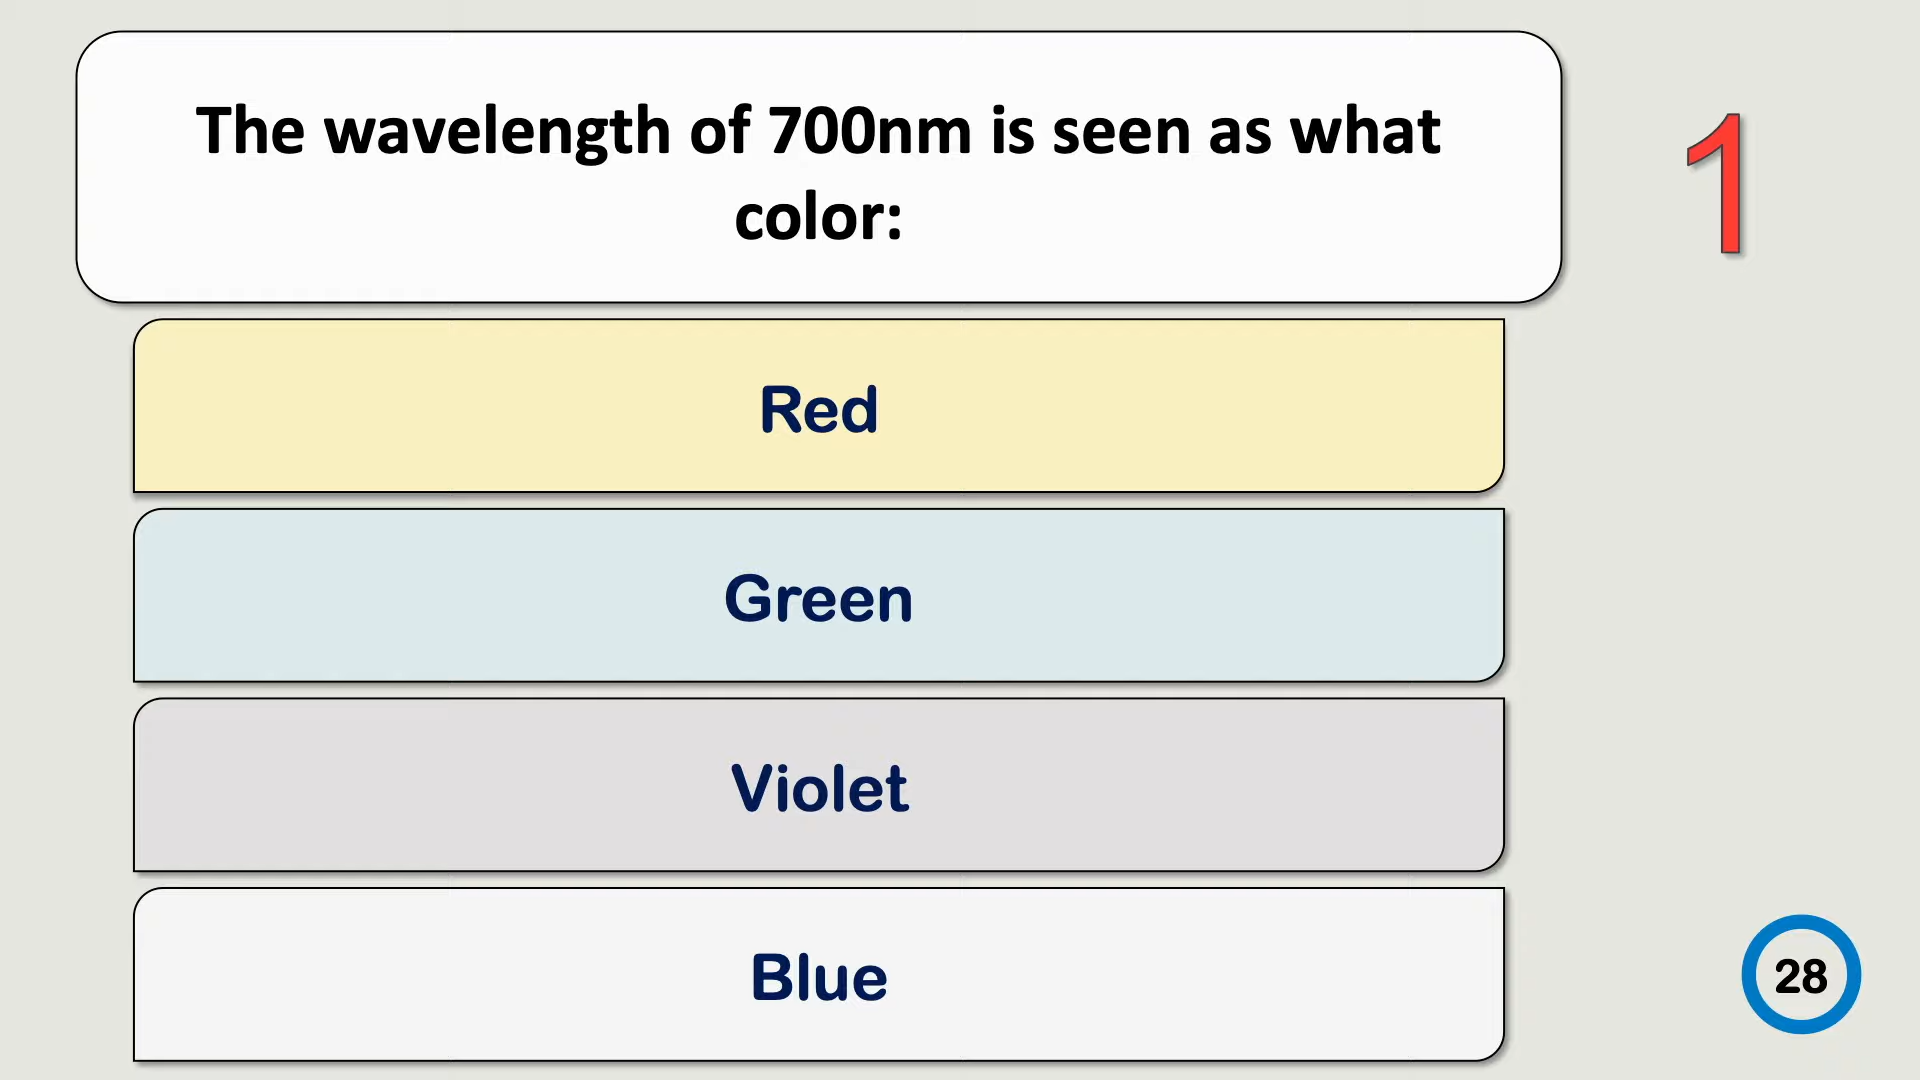 The wavelength of 700nm is seen as what
color:
1
Red
Green
Violet
Blue
28